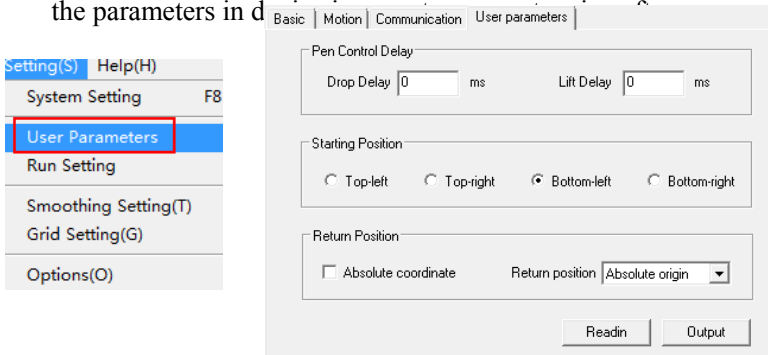 the parameters in d
Setting(S) Help(H)
System Setting F8
User Parameters
Run Setting
Smoothing Setting(T)
Grid Setting(G)
Options(O)
Basic Motion Communication User parameters
Pen Control Delay
Drop Delay 0 ms Lift Delay 0 ms
Starting Position
Top-left Top-right Bottom-left Bottom-right
Return Position
Absolute coordinate Return position Absolute origin
Readin Output